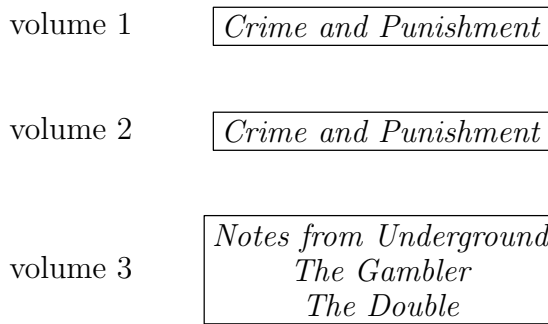 volume 1 Crime and Punishment
volume 2 Crime and Punishment
Notes from Underground
volume 3 The Gambler
The Double